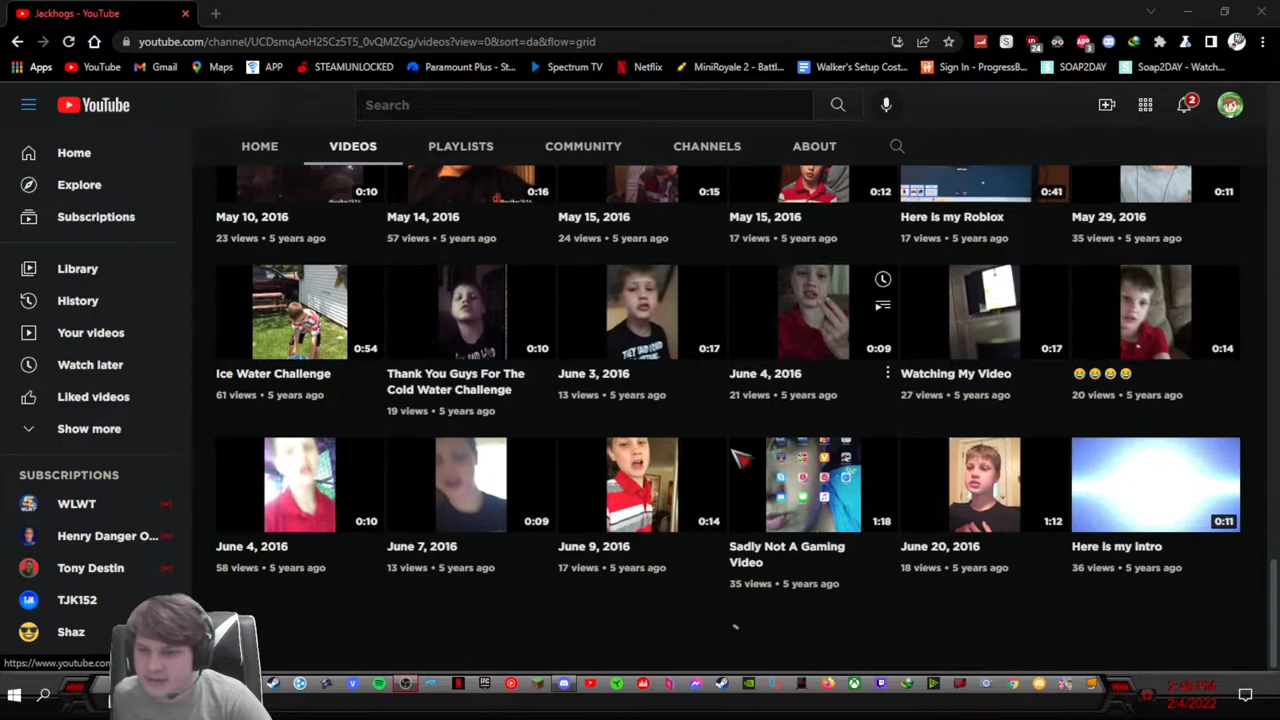 Jackhogs - YouTube
youtube.com/channel/UCDsmqAoH25Cz5T5_0vQMZGg/videos?view=0&sort=da&flow=grid
24
3
Apps YouTube Gmail Maps APP STEAMUNLOCKED Paramount Plus - St... Spectrum TV Netflix MiniRoyale 2 - Battl... Walker's Setup Cost... Sign In - ProgressB... SOAP2DAY Soap2DAY - Watch...
YouTube
Search
2
HOME VIDEOS PLAYLISTS COMMUNITY CHANNELS ABOUT
Home
Explore
Subscriptions
Library
History
Your videos
Watch later
Liked videos
Show more
SUBSCRIPTIONS
WLWT
Henry Danger O...
Tony Destin
TJK152
Shaz
0:10 0:16 0:15 0:12 0:41 0:11
May 10, 2016 May 14, 2016 May 15, 2016 May 15, 2016 Here is my Roblox May 29, 2016
23 views • 5 years ago 57 views • 5 years ago 24 views • 5 years ago 17 views • 5 years ago 17 views • 5 years ago 35 views • 5 years ago
0:54 0:10 0:17 0:09 0:17 0:14
Ice Water Challenge Thank You Guys For The June 3, 2016 June 4, 2016 Watching My Video 😂😂😂😂
Cold Water Challenge
61 views • 5 years ago 19 views • 5 years ago 13 views • 5 years ago 21 views • 5 years ago 27 views • 5 years ago 20 views • 5 years ago
0:10 0:09 0:14 1:18 1:12 0:11
June 4, 2016 June 7, 2016 June 9, 2016 Sadly Not A Gaming June 20, 2016 Here is my intro
Video
58 views • 5 years ago 13 views • 5 years ago 17 views • 5 years ago 35 views • 5 years ago 18 views • 5 years ago 36 views • 5 years ago
https://www.youtube.com
2:48 PM
2/4/2022